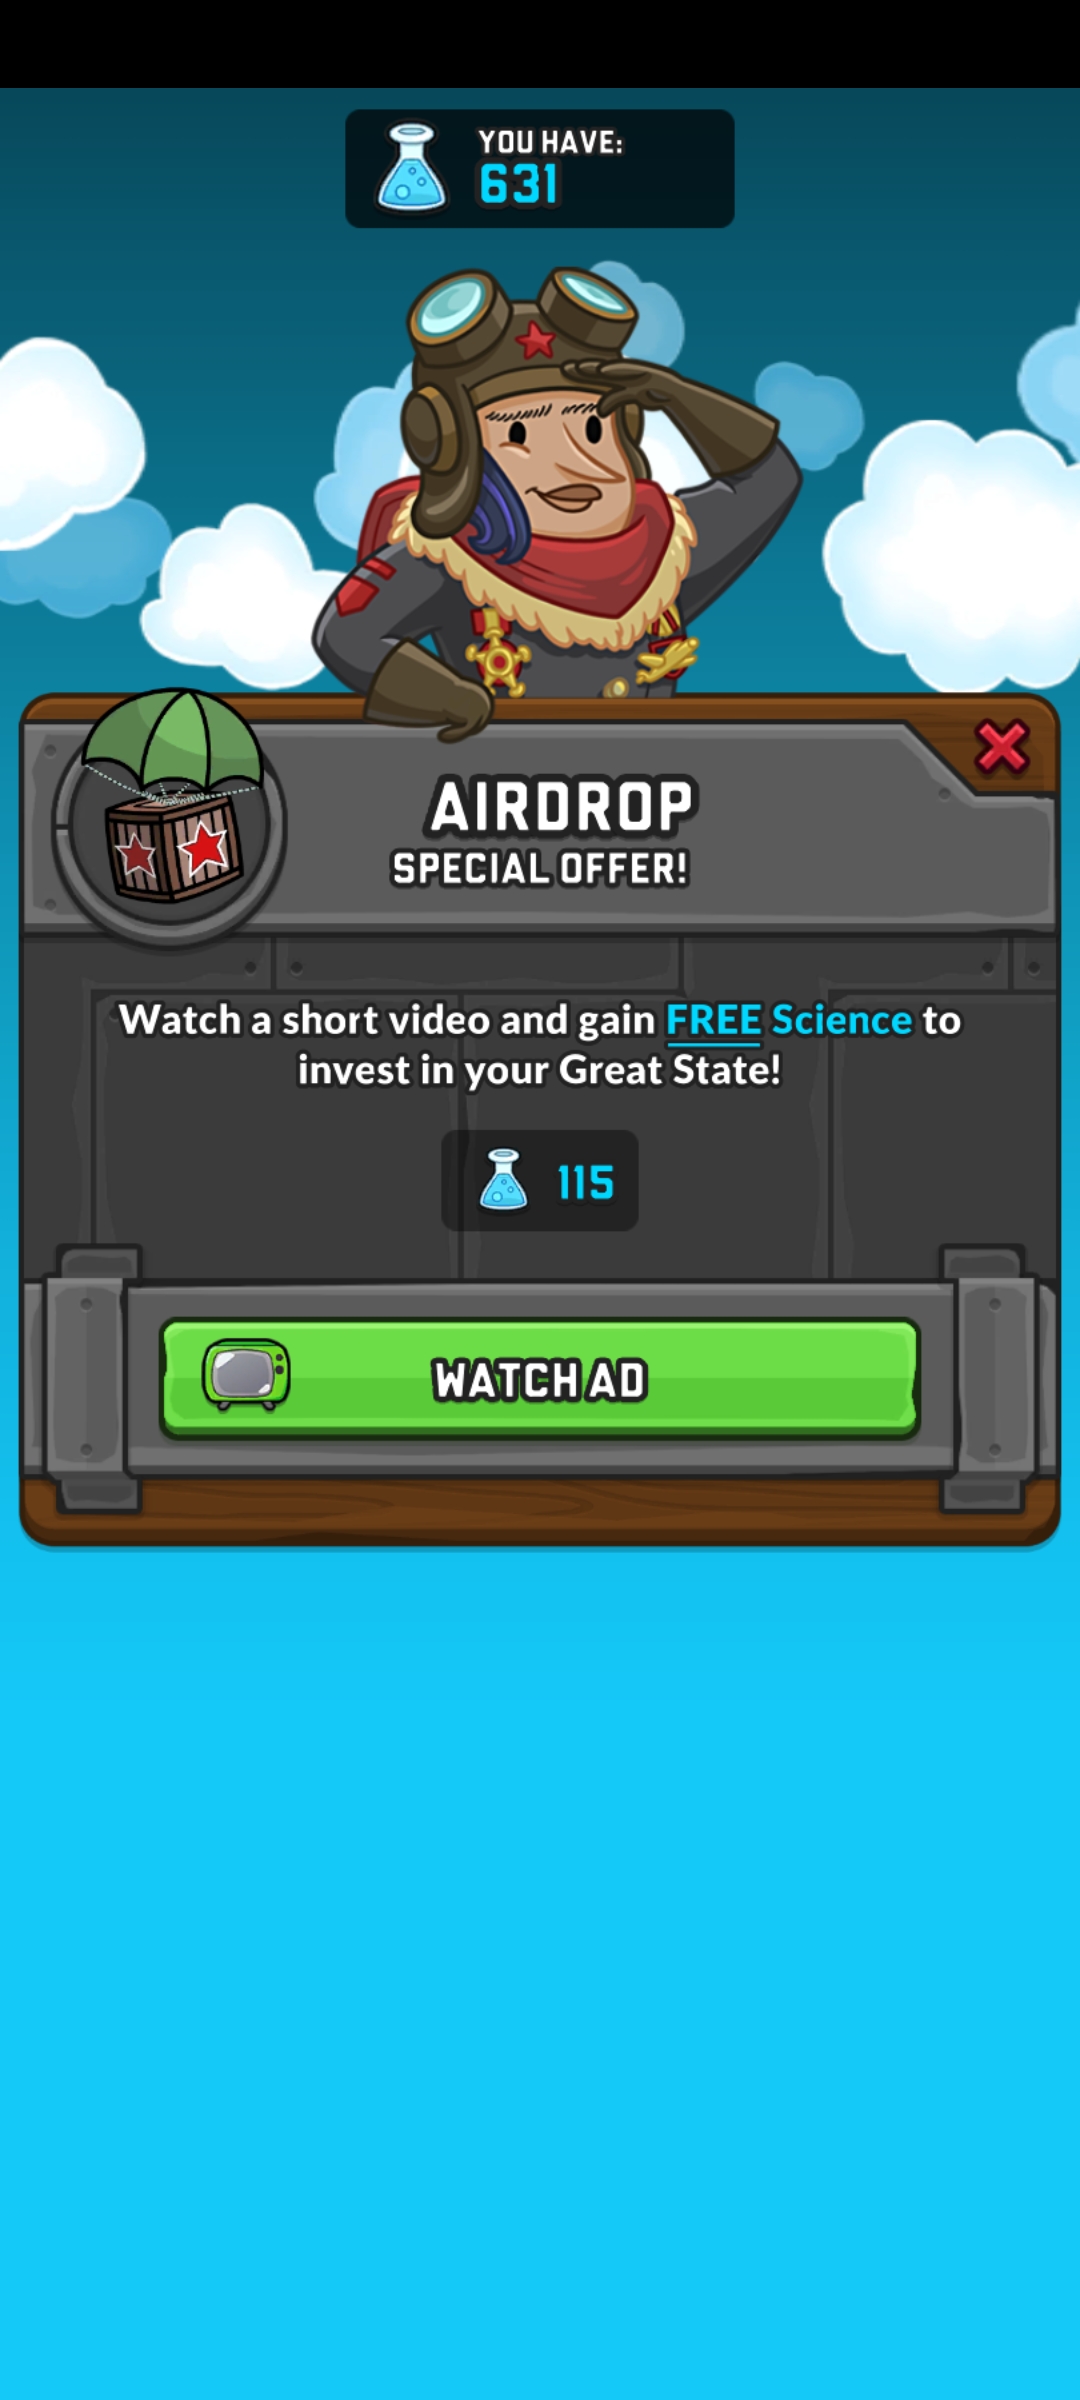 YOU HAVE:
631
AIRDROP
SPECIAL OFFER!
Watch a short video and gain FREE Science to
invest in your Great State!
115
WATCH AD